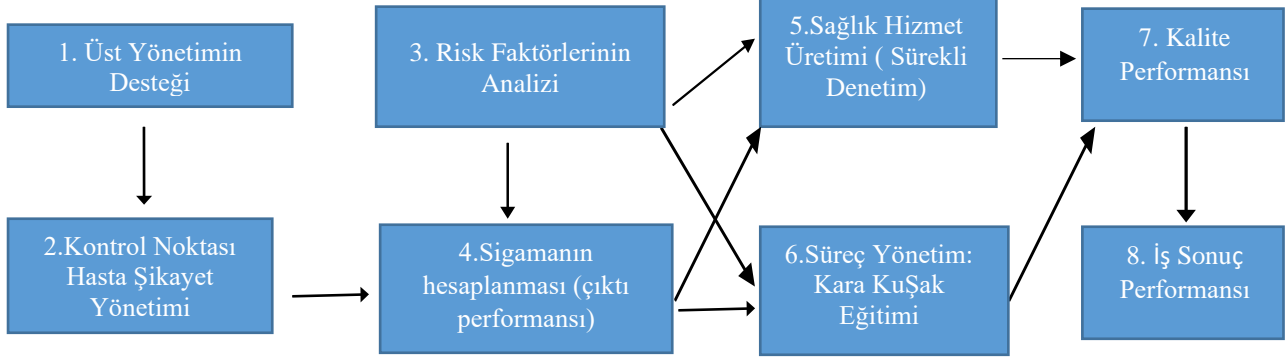 1. Üst Yönetimin
Desteği
2.Kontrol Noktası
Hasta Şikayet
Yönetimi
3. Risk Faktörlerinin
Analizi
4.Sigamanın
hesaplanması (çıktı
performansı)
5.Sağlık Hizmet
Üretimi ( Sürekli
Denetim)
6.Süreç Yönetim:
Kara KuŞak
Eğitimi
7. Kalite
Performansı
8. İş Sonuç
Performansı